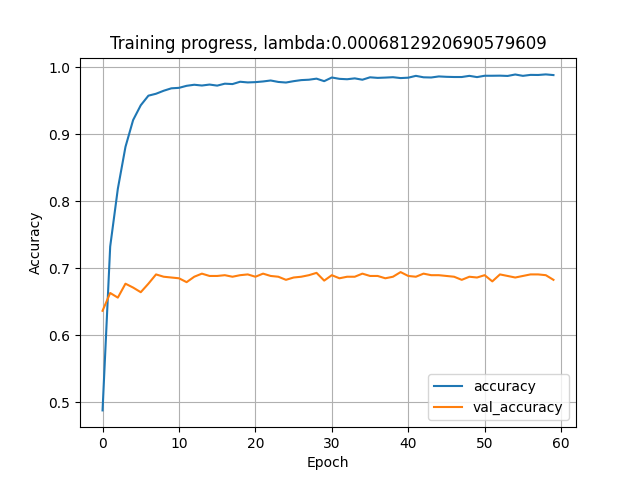 Training progress, lambda:0.0006812920690579609
1.0
0.9
0.8
0.7
0.6
0.5
Accuracy
0 10 20 30 40 50 60
Epoch
accuracy
val_accuracy